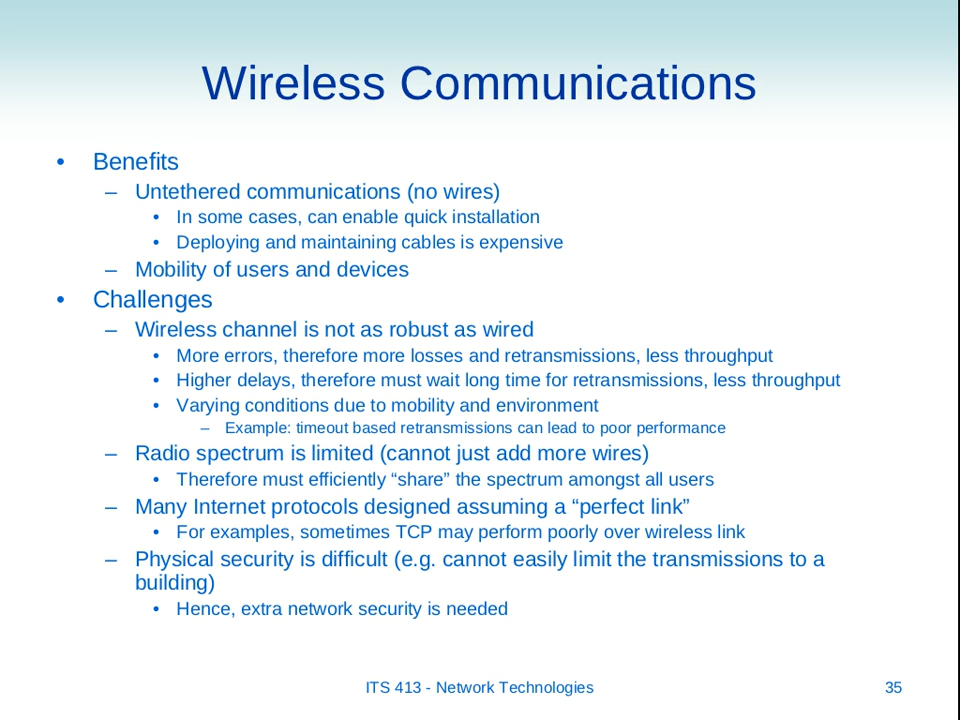 Wireless Communications
• Benefits
– Untethered communications (no wires)
• In some cases, can enable quick installation
• Deploying and maintaining cables is expensive
– Mobility of users and devices
• Challenges
– Wireless channel is not as robust as wired
• More errors, therefore more losses and retransmissions, less throughput
• Higher delays, therefore must wait long time for retransmissions, less throughput
• Varying conditions due to mobility and environment
– Example: timeout based retransmissions can lead to poor performance
– Radio spectrum is limited (cannot just add more wires)
• Therefore must efficiently “share” the spectrum amongst all users
– Many Internet protocols designed assuming a “perfect link”
• For examples, sometimes TCP may perform poorly over wireless link
– Physical security is difficult (e.g. cannot easily limit the transmissions to a
building)
• Hence, extra network security is needed
ITS 413 - Network Technologies
35